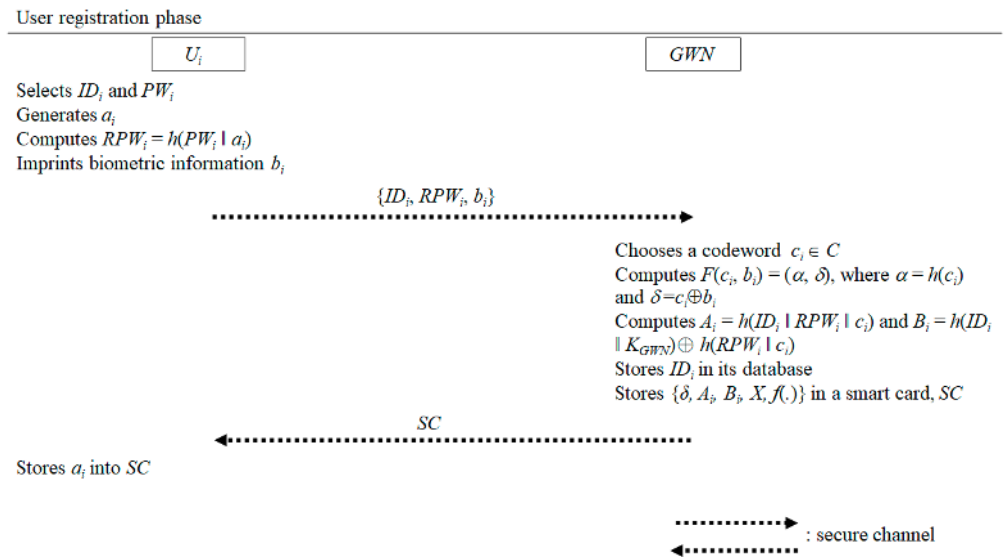 User registration phase
U_i
GWN
Selects ID_i and PW_i
Generates a_i
Computes RPW_i = h(PW_i ǀ a_i)
Imprints biometric information b_i
{ID_i, RPW_i, b_i}
Chooses a codeword c_i ∈ C
Computes F(c_i, b_i) = (α, δ), where α = h(c_i)
and δ=c_i⊕b_i
Computes A_i = h(ID_i ǀ RPW_i ‖ c_i) and B_i = h(ID_i
‖ K_GWN)⊕ h(RPW_i ǀ c_i)
Stores ID_i in its database
Stores {δ, A_i, B_i, X, f(.)} in a smart card, SC
SC
Stores a_i into SC
: secure channel